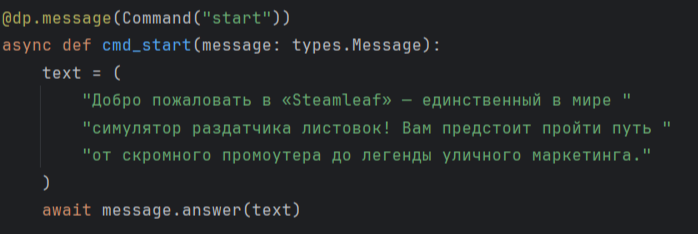 @dp.message(Command("start"))
async def cmd_start(message: types.Message):
    text = (
        "Добро пожаловать в «Steamleaf» — единственный в мире "
        "симулятор раздатчика листовок! Вам предстоит пройти путь "
        "от скромного промоутера до легенды уличного маркетинга."
    )
    await message.answer(text)